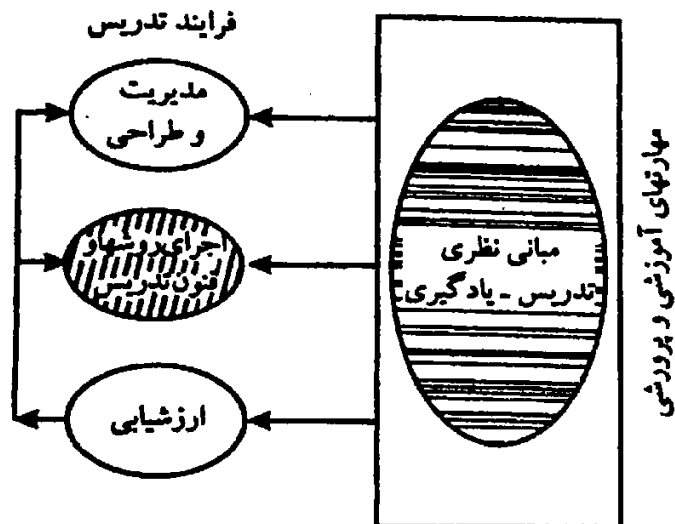 فرایند تدریس
مدیریت
و طراحی
اجرای روشها و
فنون تدریس
ارزشیابی
مبانی نظری
تدریس - یادگیری
مهارتهای آموزشی و پرورشی